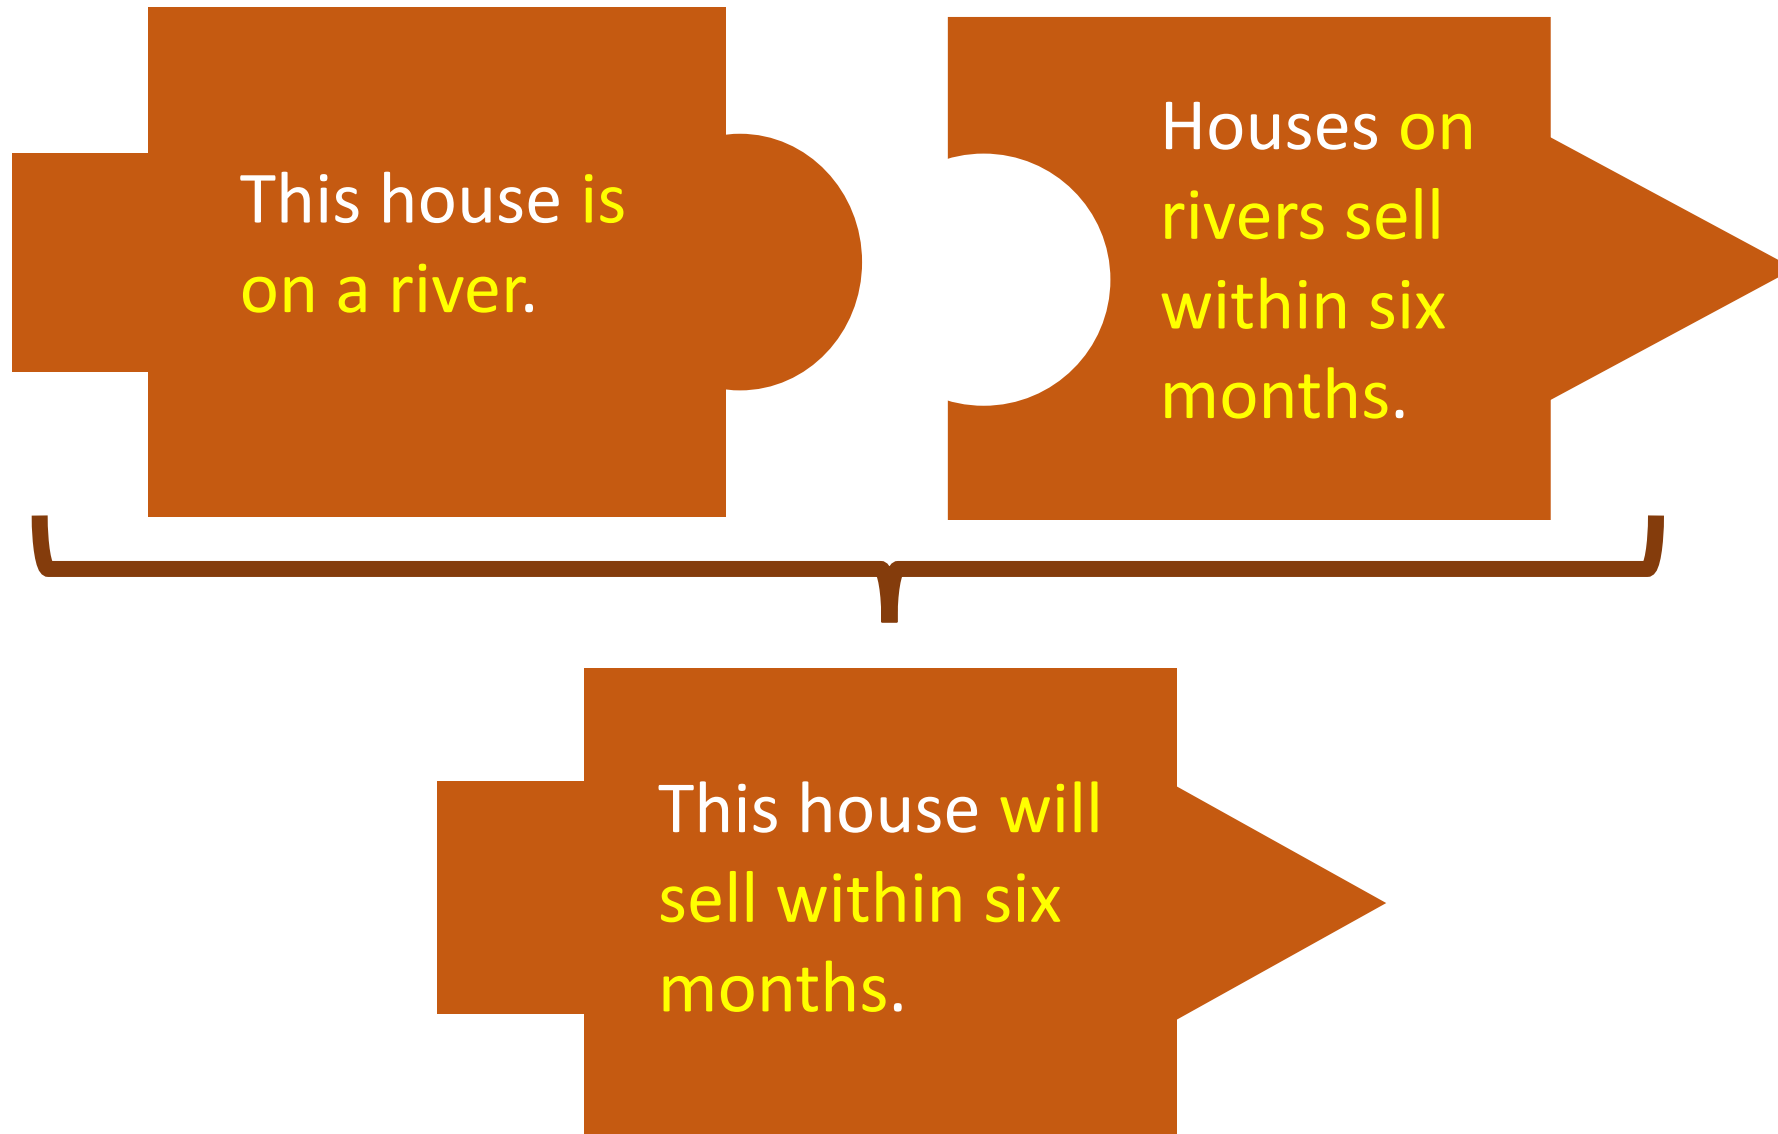 This house is
on a river.
Houses on
rivers sell
within six
months.
This house will
sell within six
months.